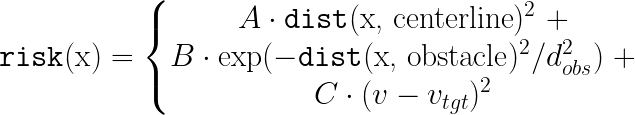 A · dist(x, centerline)² +
risk(x) = { B · exp(−dist(x, obstacle)²/d²_obs) +
C · (v − v_tgt)²